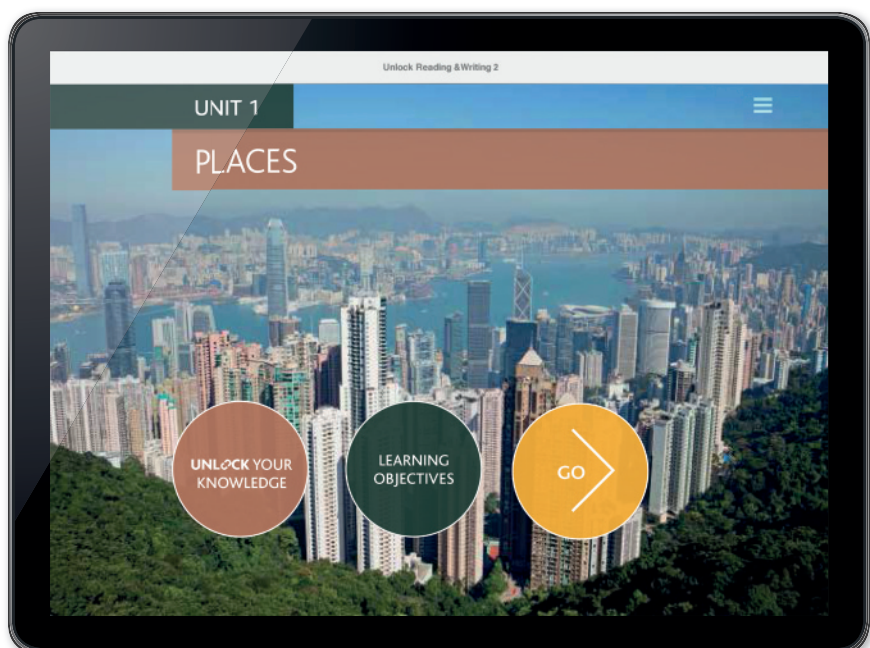 Unlock Reading & Writing 2
UNIT 1
PLACES
UNLOCK YOUR
KNOWLEDGE
LEARNING
OBJECTIVES
GO